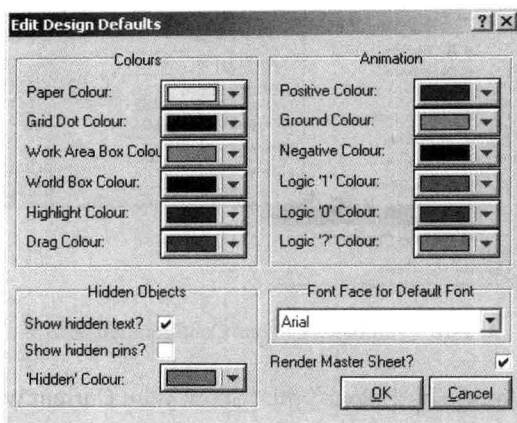 Edit Design Defaults
Colours
Paper Colour:
Grid Dot Colour:
Work Area Box Colou
World Box Colour:
Highlight Colour:
Drag Colour:
Animation
Positive Colour:
Ground Colour:
Negative Colour:
Logic '1' Colour:
Logic '0' Colour:
Logic '?' Colour:
Hidden Objects
Show hidden text?
Show hidden pins?
'Hidden' Colour:
Font Face for Default Font
Arial
Render Master Sheet?
OK
Cancel